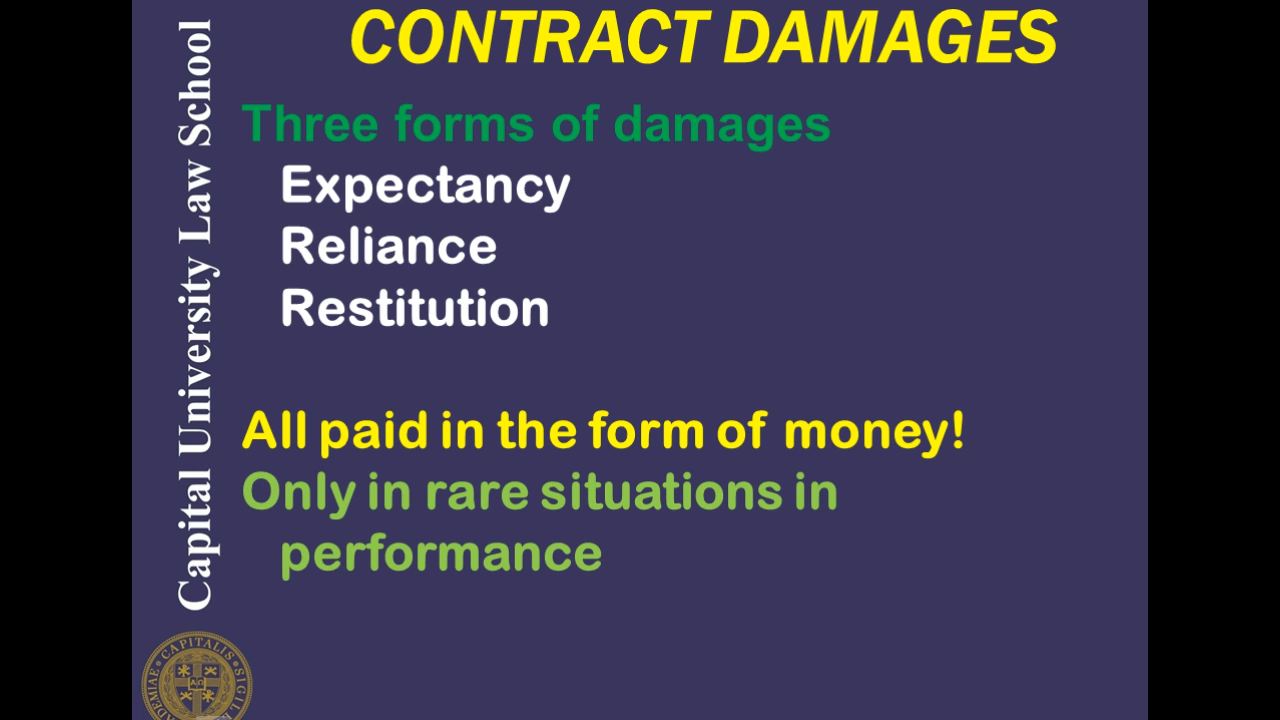 CONTRACT DAMAGES
Three forms of damages
Expectancy
Reliance
Restitution
All paid in the form of money!
Only in rare situations in
performance
Capital University Law School
CAPITALIS